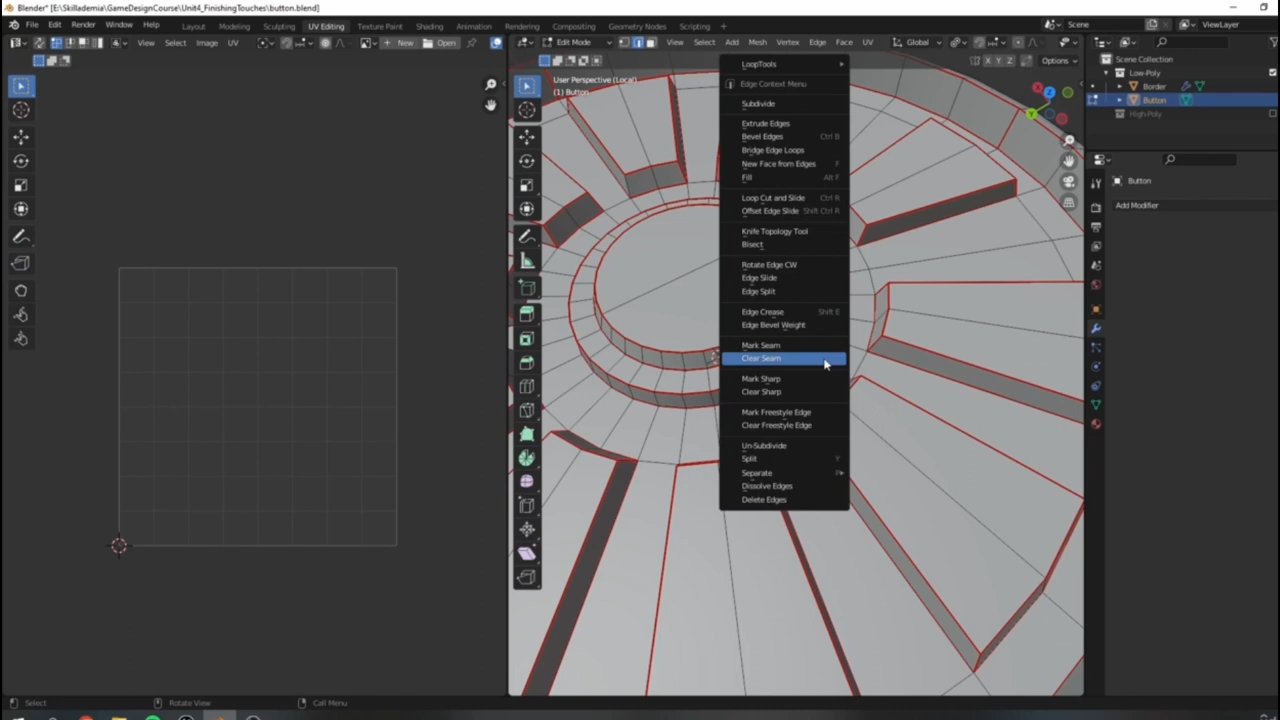 Blender* [E:\Skillademia\GameDesignCourse\Unit4_FinishingTouches\button.blend]
File Edit Render Window Help Layout Modeling Sculpting UV Editing Texture Paint Shading Animation Rendering Compositing Geometry Nodes Scripting + Scene ViewLayer
View Select Image UV + New Open Edit Mode View Select Add Mesh Vertex Edge Face UV Global
X Y Z Options
User Perspective (Local)
(1) Button
LoopTools
Edge Context Menu
Subdivide
Extrude Edges
Bevel Edges Ctrl B
Bridge Edge Loops
New Face from Edges F
Fill Alt F
Loop Cut and Slide Ctrl R
Offset Edge Slide Shift Ctrl R
Knife Topology Tool
Bisect
Rotate Edge CW
Edge Slide
Edge Split
Edge Crease Shift E
Edge Bevel Weight
Mark Seam
Clear Seam
Mark Sharp
Clear Sharp
Mark Freestyle Edge
Clear Freestyle Edge
Un-Subdivide
Split Y
Separate P
Dissolve Edges
Delete Edges
Z
Y
Scene Collection
Low-Poly
Border
Button
High-Poly
Button
Add Modifier
Select Rotate View Call Menu